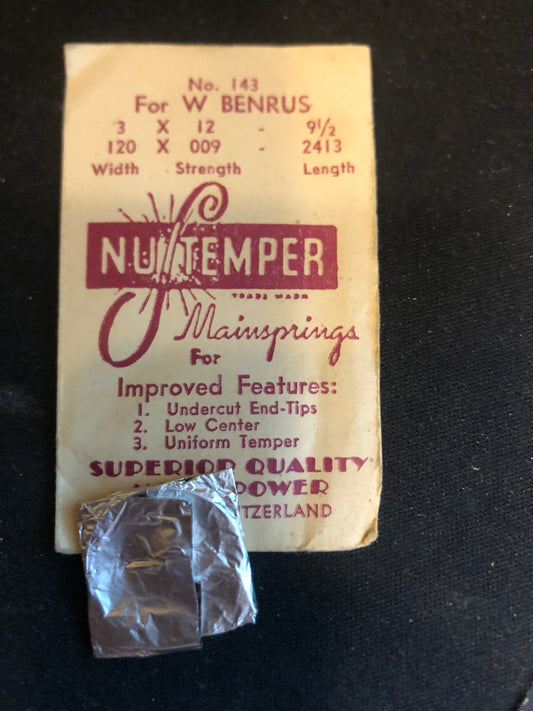 No. 143
For W BENRUS
3 X 12 - 9½
120 X 009 - 2413
Width Strength Length
NU TEMPER
TRADE MARK
Mainsprings
For
Improved Features:
1. Undercut End-Tips
2. Low Center
3. Uniform Temper
SUPERIOR QUALITY
POWER
ITZERLAND